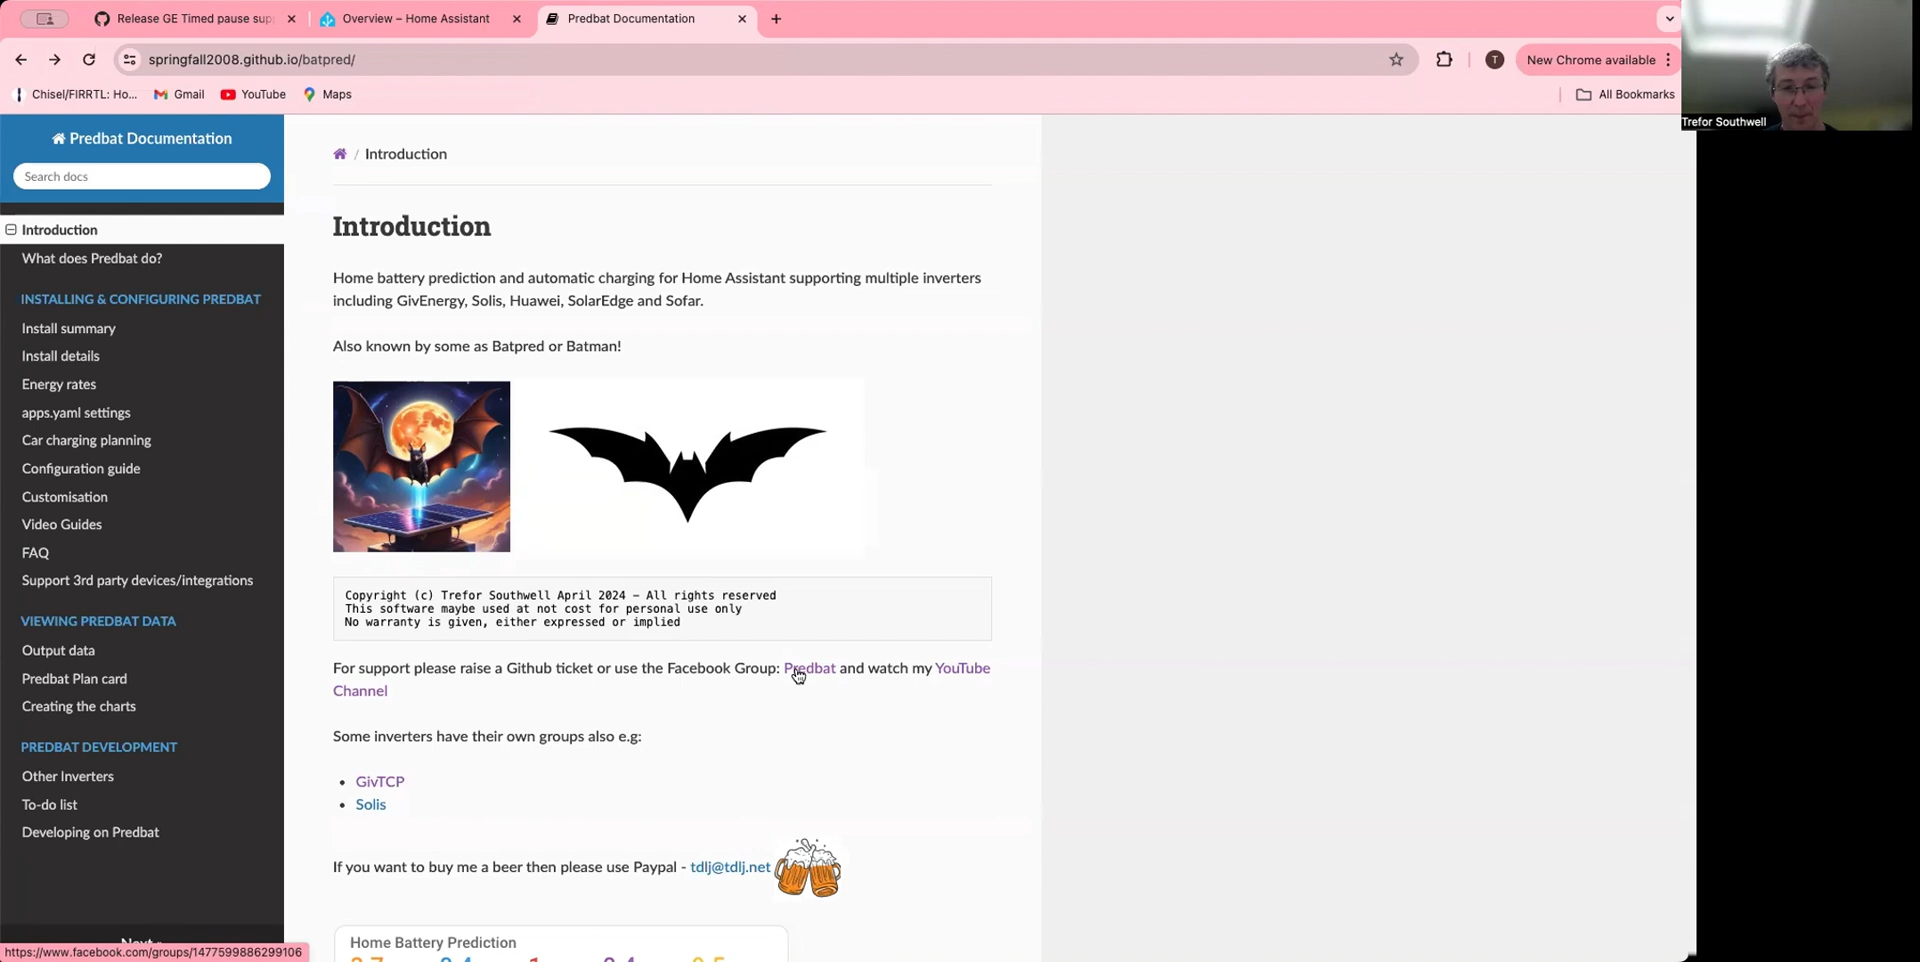 Release GE Timed pause sup
Overview – Home Assistant
Predbat Documentation
springfall2008.github.io/batpred/
T
New Chrome available
Chisel/FIRRTL: Ho...
Gmail
YouTube
Maps
All Bookmarks
Trefor Southwell
Predbat Documentation
Search docs
Introduction
What does Predbat do?
INSTALLING & CONFIGURING PREDBAT
Install summary
Install details
Energy rates
apps.yaml settings
Car charging planning
Configuration guide
Customisation
Video Guides
FAQ
Support 3rd party devices/integrations
VIEWING PREDBAT DATA
Output data
Predbat Plan card
Creating the charts
PREDBAT DEVELOPMENT
Other Inverters
To-do list
Developing on Predbat
https://www.facebook.com/groups/1477599886299106
/ Introduction
Introduction
Home battery prediction and automatic charging for Home Assistant supporting multiple inverters
including GivEnergy, Solis, Huawei, SolarEdge and Sofar.
Also known by some as Batpred or Batman!
Copyright (c) Trefor Southwell April 2024 – All rights reserved
This software maybe used at not cost for personal use only
No warranty is given, either expressed or implied
For support please raise a Github ticket or use the Facebook Group: Predbat and watch my YouTube
Channel
Some inverters have their own groups also e.g:
• GivTCP
• Solis
If you want to buy me a beer then please use Paypal - tdlj@tdlj.net
Home Battery Prediction